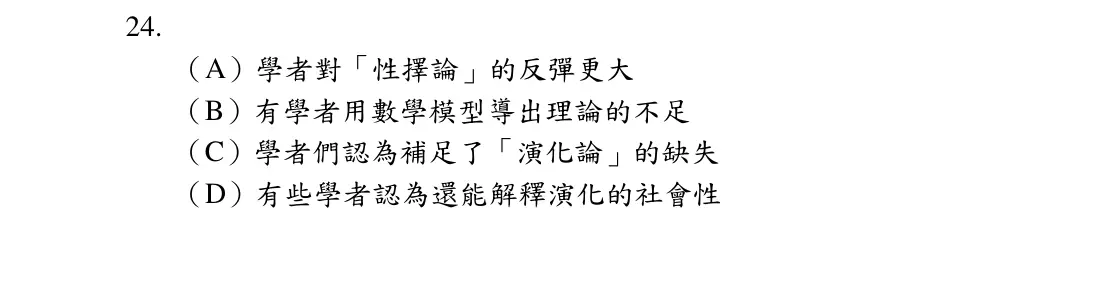 24.
（A）學者對「性擇論」的反彈更大
（B）有學者用數學模型導出理論的不足
（C）學者們認為補足了「演化論」的缺失
（D）有些學者認為還能解釋演化的社會性